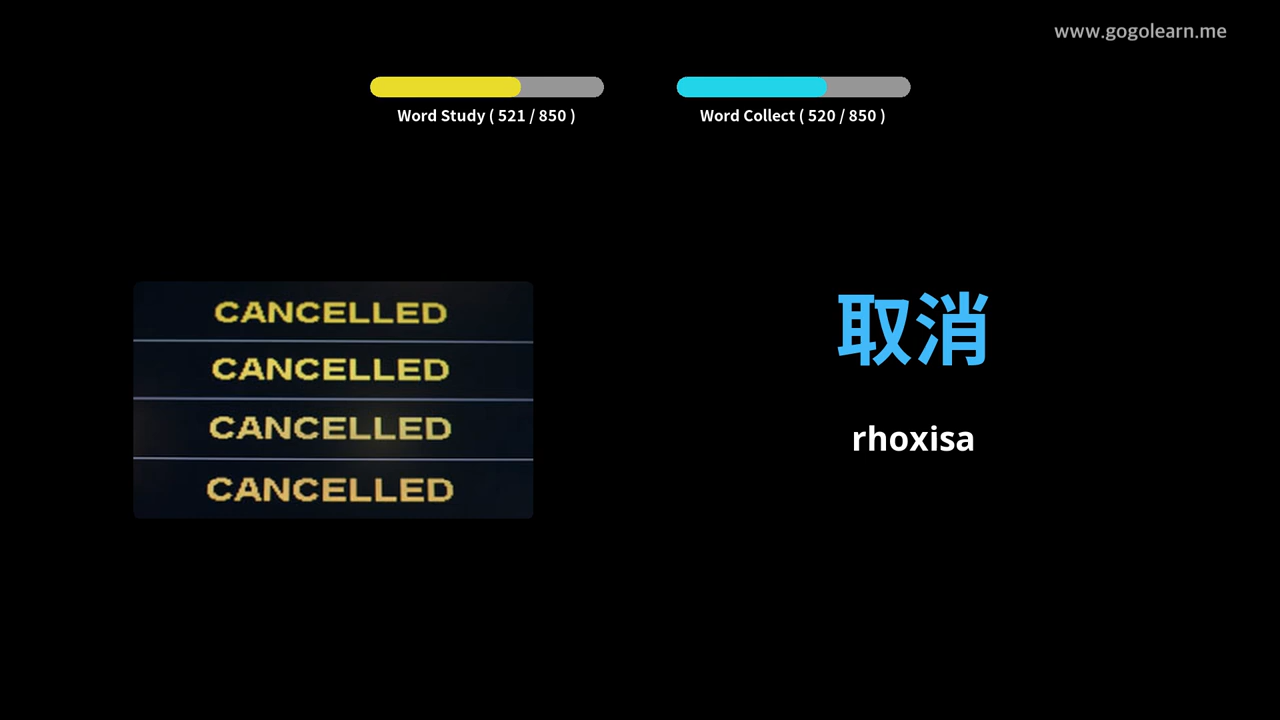 www.gogolearn.me
Word Study ( 521 / 850 )
Word Collect ( 520 / 850 )
CANCELLED
CANCELLED
CANCELLED
CANCELLED
取消
rhoxisa